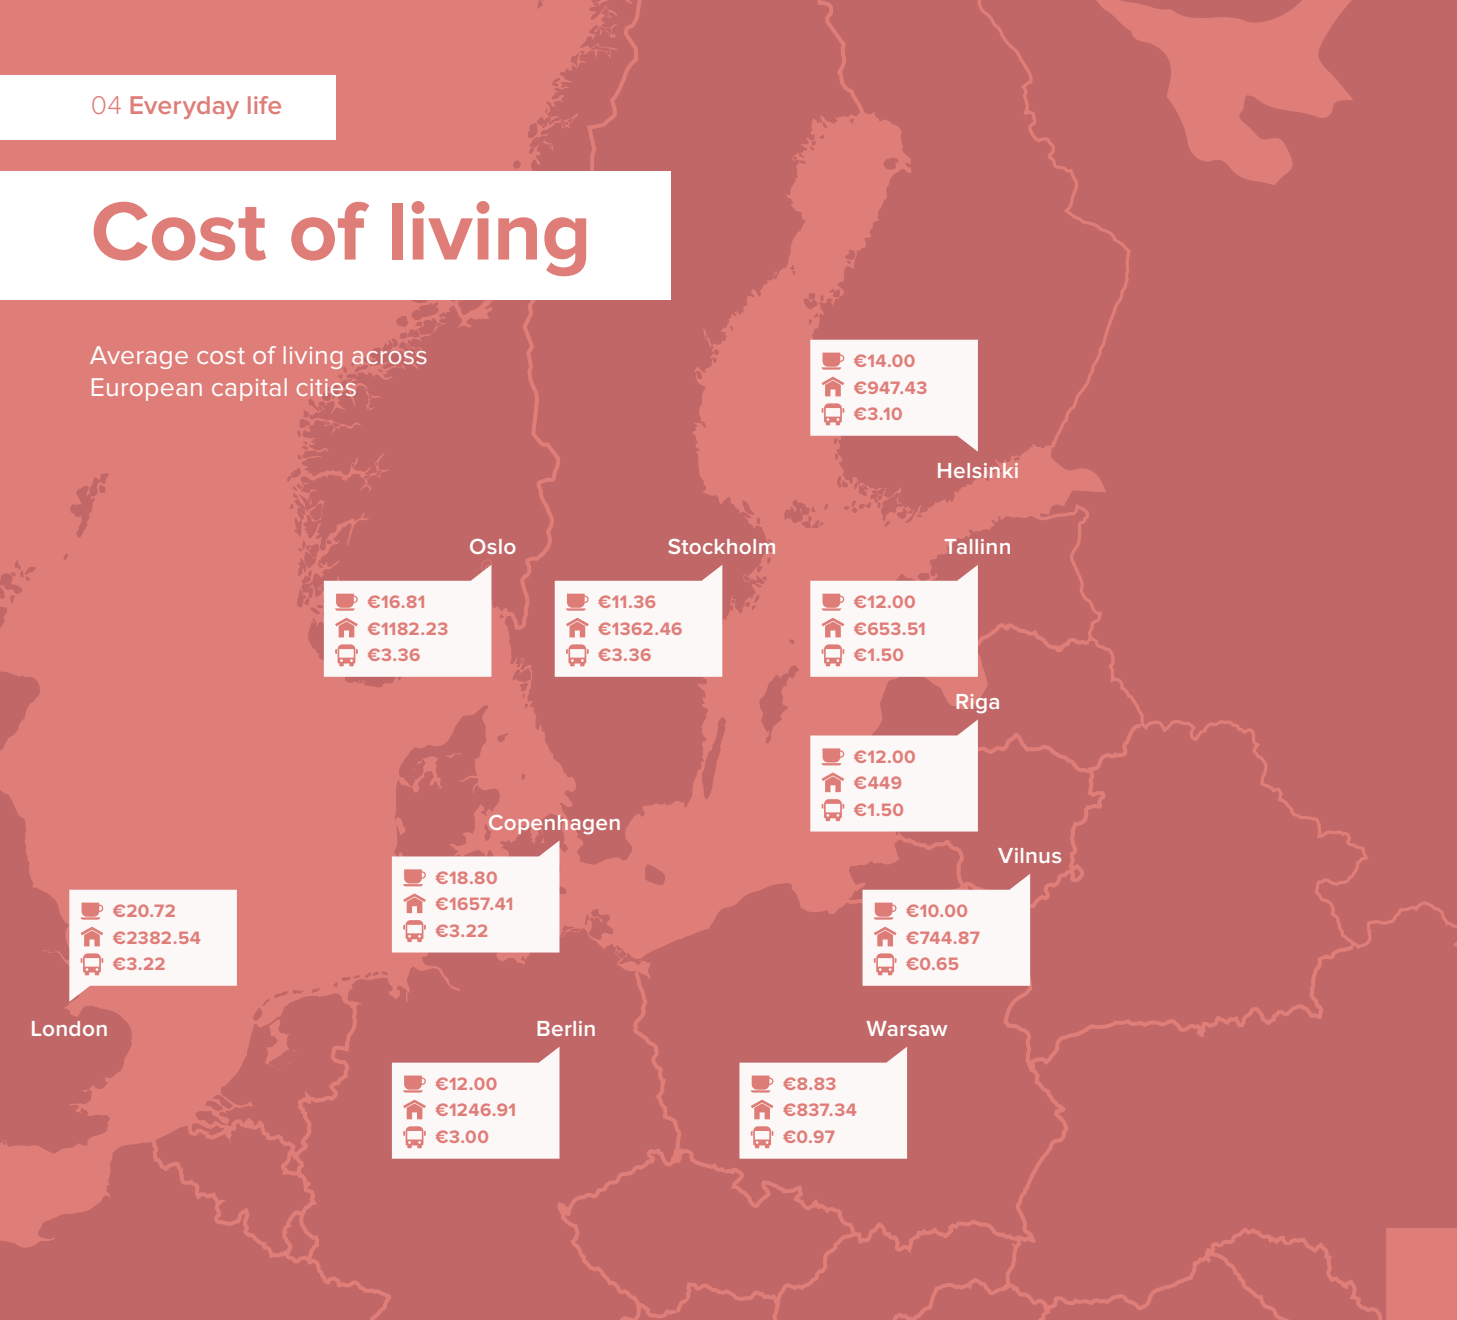 04 Everyday life
Cost of living
Average cost of living across
European capital cities
€14.00
€947.43
€3.10
Helsinki
Oslo
€16.81
€1182.23
€3.36
Stockholm
€11.36
€1362.46
€3.36
Tallinn
€12.00
€653.51
€1.50
Riga
€12.00
€449
€1.50
Copenhagen
€18.80
€1657.41
€3.22
Vilnus
€10.00
€744.87
€0.65
€20.72
€2382.54
€3.22
London
Berlin
€12.00
€1246.91
€3.00
Warsaw
€8.83
€837.34
€0.97